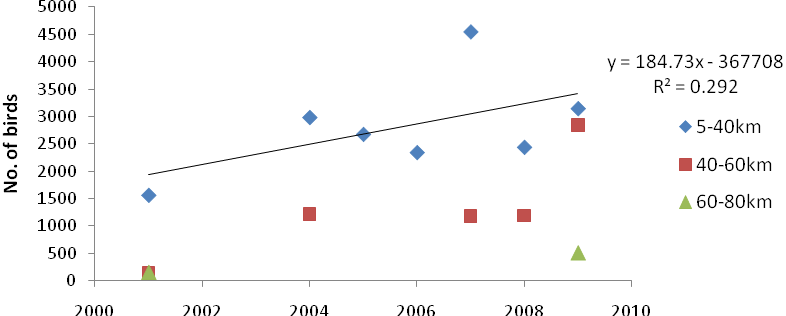 5000
4500
4000
3500
3000
2500
2000
1500
1000
500
0
No. of birds
2000 2002 2004 2006 2008 2010
y = 184.73x - 367708
R² = 0.292
5-40km
40-60km
60-80km